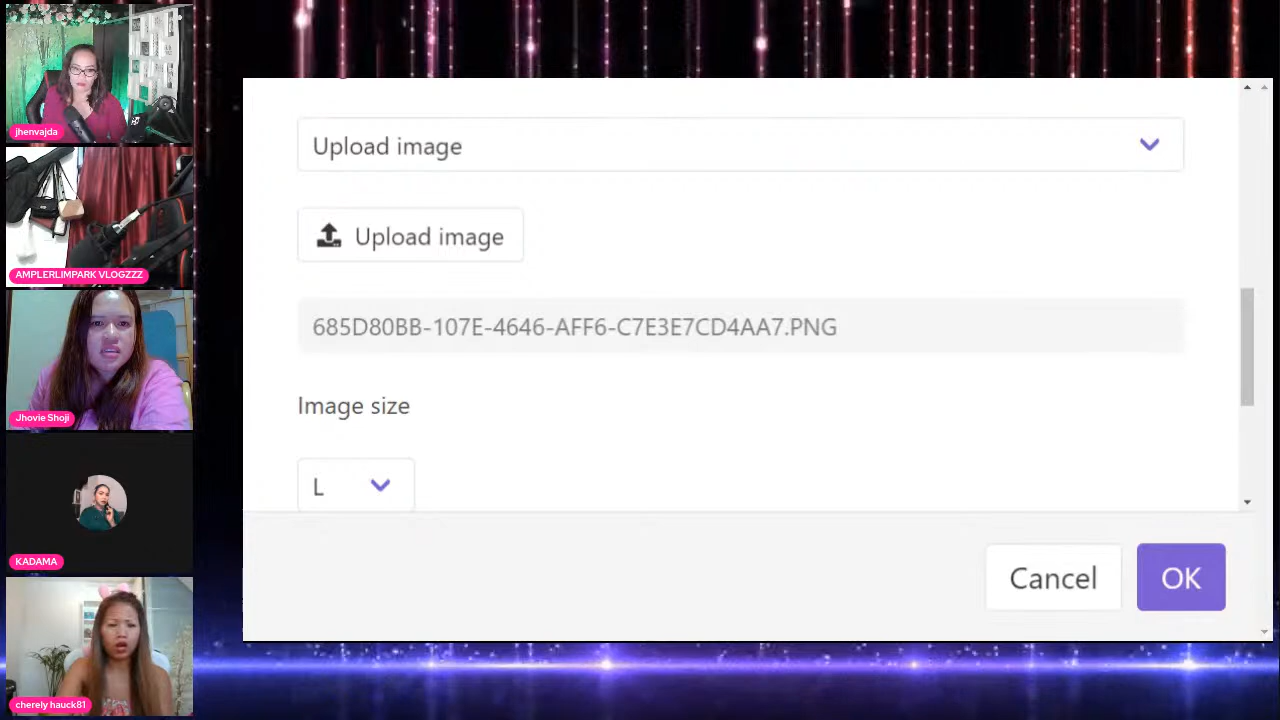 jhenvajda
AMPLERLIMPARK VLOGZZZ
Jhovie Shoji
KADAMA
cherely hauck81
Upload image
Upload image
685D80BB-107E-4646-AFF6-C7E3E7CD4AA7.PNG
Image size
L
Cancel
OK